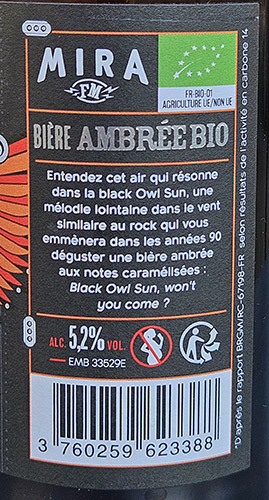 MIRA
FM
FR-BIO-01
AGRICULTURE UE/NON UE
BIÈRE AMBRÉE BIO
Entendez cet air qui résonne
dans la black Owl Sun, une
mélodie lointaine dans le vent
similaire au rock qui vous
emmènera dans les années 90
déguster une bière ambrée
aux notes caramélisées :
Black Owl Sun, won't
you come ?
ALC. 5,2% VOL.
EMB 33529E
3 760259 623388
*D'après le rapport BRGW/RC-67198-FR selon résultats de l'activité en carbone 14